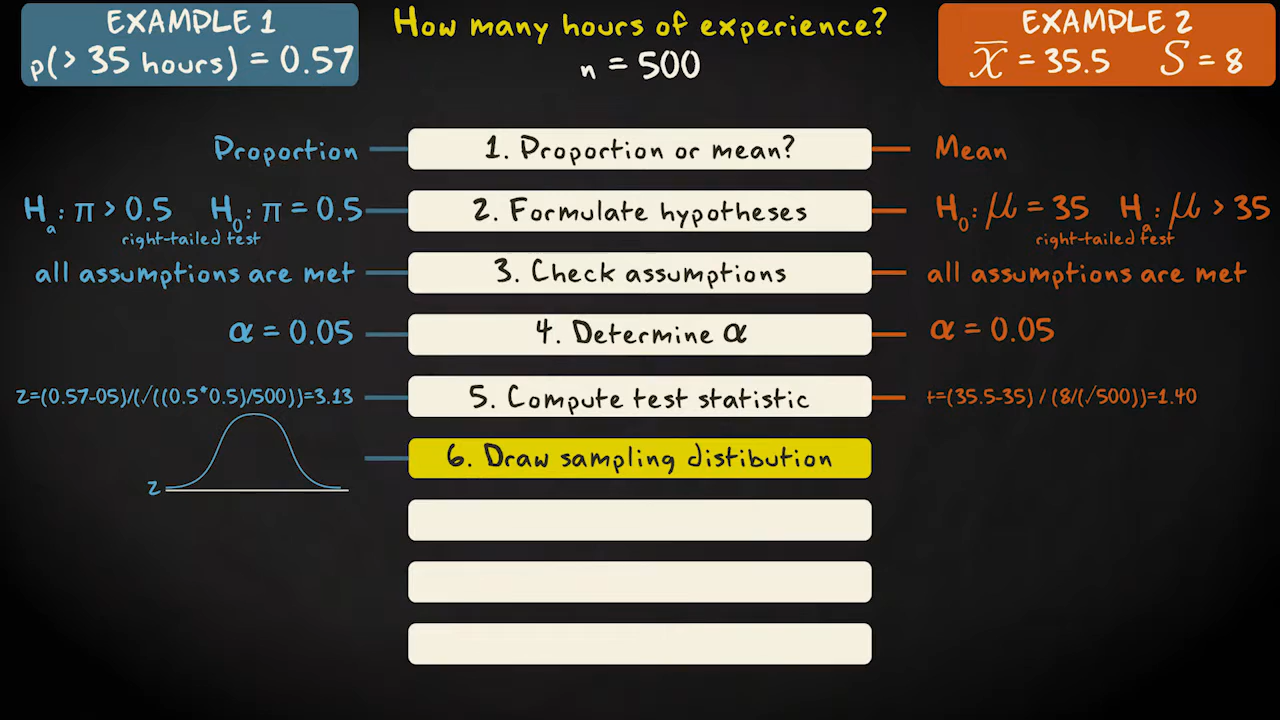 EXAMPLE 1
p(> 35 hours) = 0.57
How many hours of experience?
n = 500
EXAMPLE 2
x̅ = 35.5 S = 8
Proportion
1. Proportion or mean?
Mean
Hₐ: π > 0.5 H₀: π = 0.5
right-tailed test
2. Formulate hypotheses
H₀: μ = 35 Hₐ: μ > 35
right-tailed test
all assumptions are met
3. Check assumptions
all assumptions are met
α = 0.05
4. Determine α
α = 0.05
z=(0.57-05)/(√((0.5*0.5)/500))=3.13
5. Compute test statistic
t=(35.5-35) / (8/(√500))=1.40
6. Draw sampling distibution
z